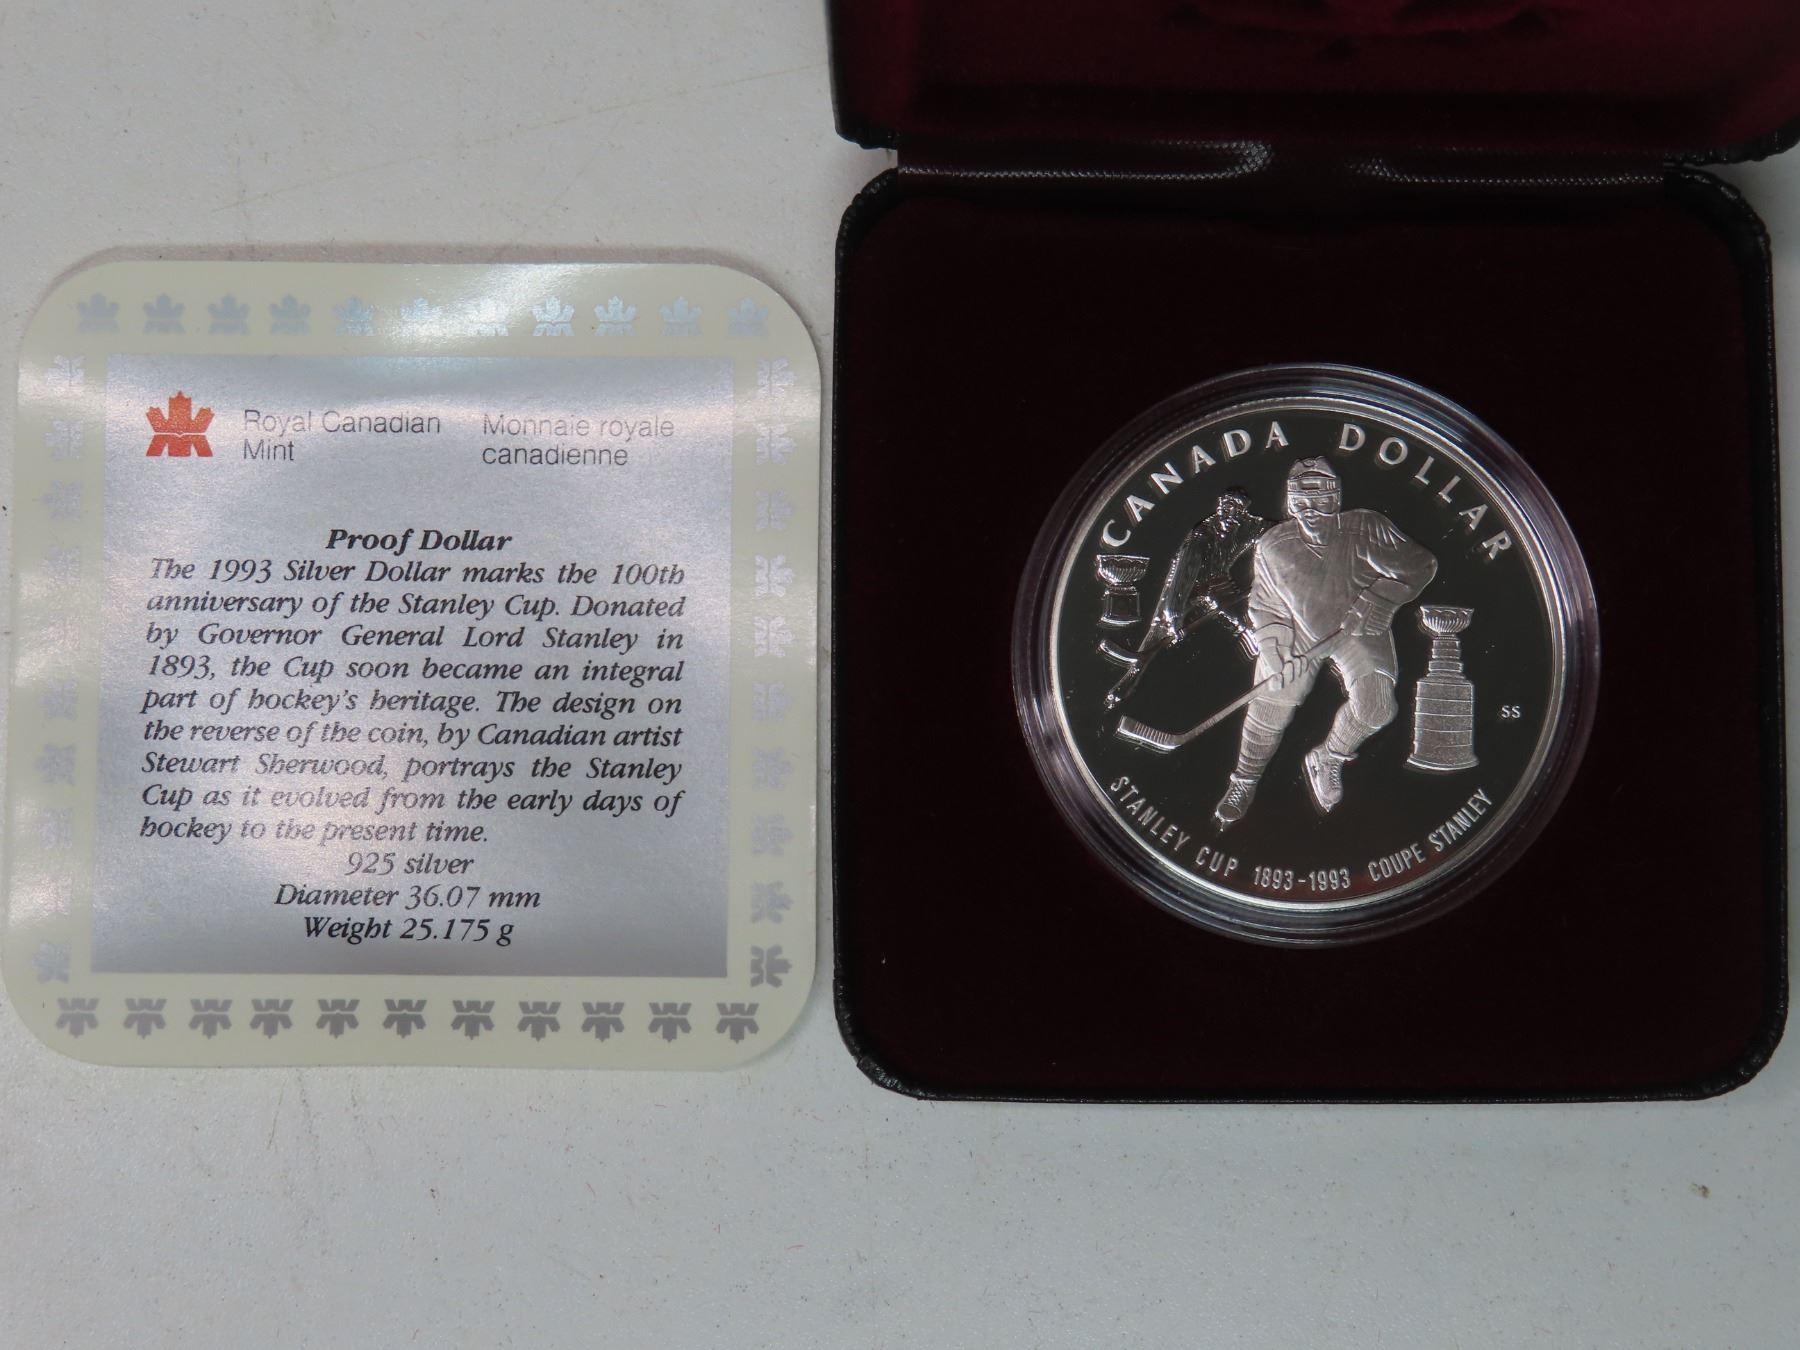 Royal Canadian Mint
Monnaie royale canadienne
Proof Dollar
The 1993 Silver Dollar marks the 100th
anniversary of the Stanley Cup. Donated
by Governor General Lord Stanley in
1893, the Cup soon became an integral
part of hockey's heritage. The design on
the reverse of the coin, by Canadian artist
Stewart Sherwood, portrays the Stanley
Cup as it evolved from the early days of
hockey to the present time.
925 silver
Diameter 36.07 mm
Weight 25.175 g
CANADA DOLLAR
SS
STANLEY CUP 1893-1993 COUPE STANLEY